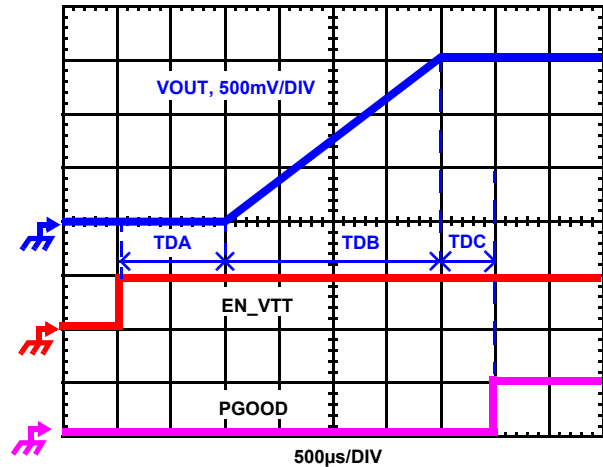 VOUT, 500mV/DIV
TDA
TDB
TDC
EN_VTT
PGOOD
500µs/DIV